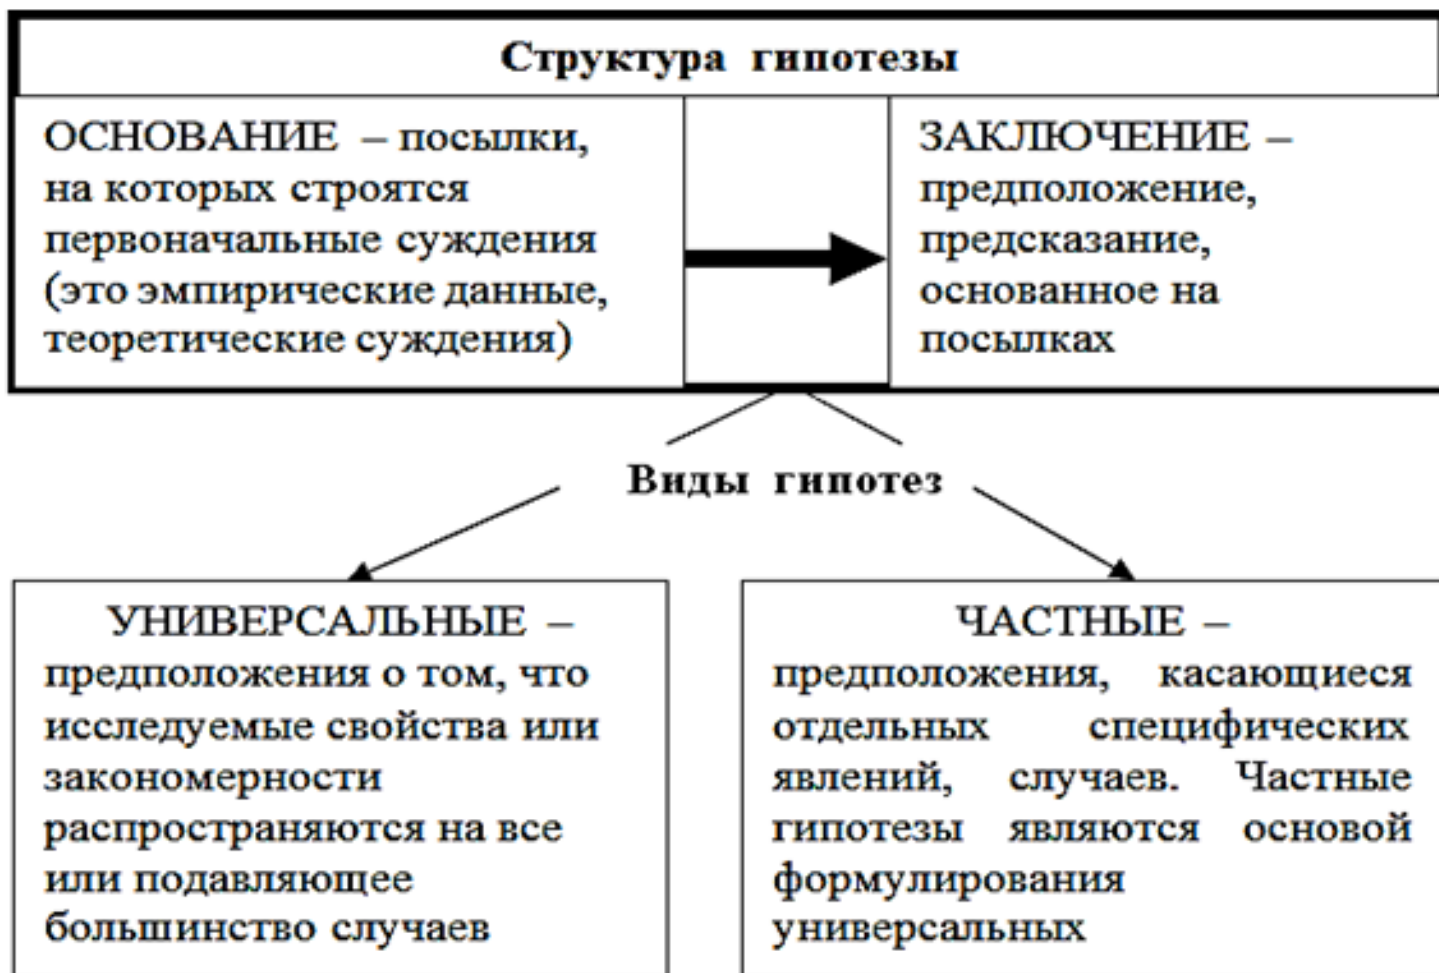 Структура гипотезы
ОСНОВАНИЕ – посылки,
на которых строятся
первоначальные суждения
(это эмпирические данные,
теоретические суждения)
ЗАКЛЮЧЕНИЕ –
предположение,
предсказание,
основанное на
посылках
Виды гипотез
УНИВЕРСАЛЬНЫЕ –
предположения о том, что
исследуемые свойства или
закономерности
распространяются на все
или подавляющее
большинство случаев
ЧАСТНЫЕ –
предположения, касающиеся
отдельных специфических
явлений, случаев. Частные
гипотезы являются основой
формулирования
универсальных